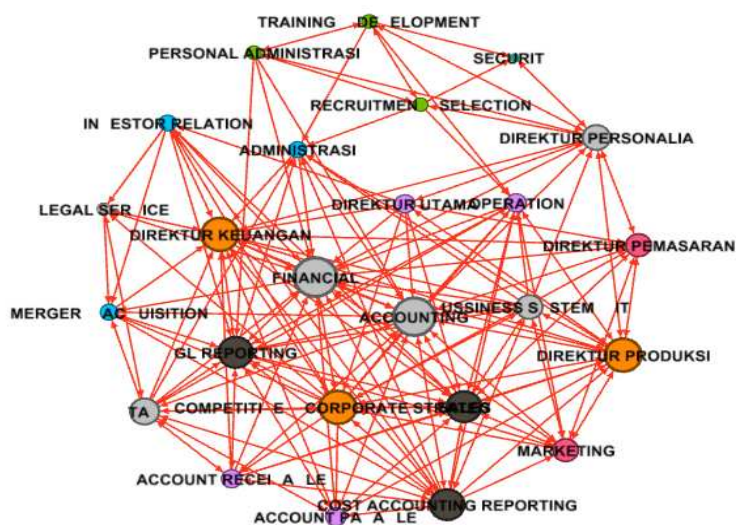 TRAINING DE ELOPMENT
PERSONAL ADMINISTRASI
SECURIT
RECRUITMEN SELECTION
IN ESTOR RELATION
DIREKTUR PERSONALIA
ADMINISTRASI
LEGAL SER ICE
DIREKTUR UTAMA
OPERATION
DIREKTUR KEUANGAN
DIREKTUR PEMASARAN
FINANCIAL
MERGER AC UISITION
ACCOUNTING
USSINESS S STEM IT
GL REPORTING
DIREKTUR PRODUKSI
TA COMPETITI E
CORPORATE
MARKETING
ACCOUNT RECEI A LE
COST ACCOUNTING REPORTING
ACCOUNT PA A LE